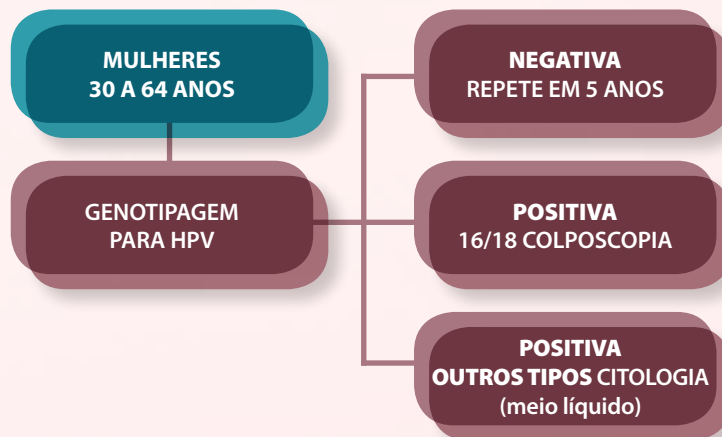 MULHERES
30 A 64 ANOS
GENOTIPAGEM
PARA HPV
NEGATIVA
REPETE EM 5 ANOS
POSITIVA
16/18 COLPOSCOPIA
POSITIVA
OUTROS TIPOS CITOLOGIA
(meio líquido)